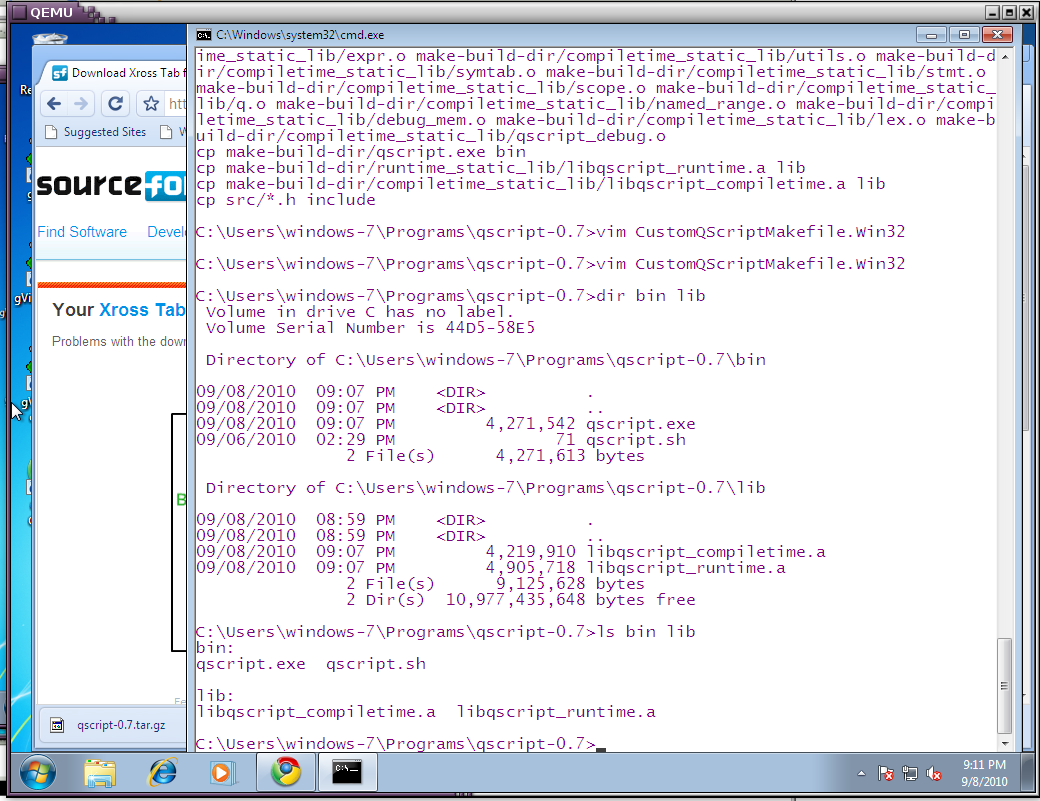 QEMU
C:\Windows\system32\cmd.exe
Re
Download Xross Tab f
htt
Suggested Sites
W
sourcefor
Find Software
Devel
gVi
Your Xross Tab
Problems with the down
B
qscript-0.7.tar.gz
ime_static_lib/expr.o make-build-dir/compiletime_static_lib/utils.o make-build-d
ir/compiletime_static_lib/symtab.o make-build-dir/compiletime_static_lib/stmt.o
make-build-dir/compiletime_static_lib/scope.o make-build-dir/compiletime_static_
lib/q.o make-build-dir/compiletime_static_lib/named_range.o make-build-dir/compi
letime_static_lib/debug_mem.o make-build-dir/compiletime_static_lib/lex.o make-b
uild-dir/compiletime_static_lib/qscript_debug.o
cp make-build-dir/qscript.exe bin
cp make-build-dir/runtime_static_lib/libqscript_runtime.a lib
cp make-build-dir/compiletime_static_lib/libqscript_compiletime.a lib
cp src/*.h include
C:\Users\windows-7\Programs\qscript-0.7>vim CustomQScriptMakefile.Win32
C:\Users\windows-7\Programs\qscript-0.7>vim CustomQScriptMakefile.Win32
C:\Users\windows-7\Programs\qscript-0.7>dir bin lib
Volume in drive C has no label.
Volume Serial Number is 44D5-58E5
Directory of C:\Users\windows-7\Programs\qscript-0.7\bin
09/08/2010 09:07 PM <DIR> .
09/08/2010 09:07 PM <DIR> ..
09/08/2010 09:07 PM 4,271,542 qscript.exe
09/06/2010 02:29 PM 71 qscript.sh
2 File(s) 4,271,613 bytes
Directory of C:\Users\windows-7\Programs\qscript-0.7\lib
09/08/2010 08:59 PM <DIR> .
09/08/2010 08:59 PM <DIR> ..
09/08/2010 09:07 PM 4,219,910 libqscript_compiletime.a
09/08/2010 09:07 PM 4,905,718 libqscript_runtime.a
2 File(s) 9,125,628 bytes
2 Dir(s) 10,977,435,648 bytes free
C:\Users\windows-7\Programs\qscript-0.7>ls bin lib
bin:
qscript.exe qscript.sh
lib:
libqscript_compiletime.a libqscript_runtime.a
C:\Users\windows-7\Programs\qscript-0.7>
9:11 PM
9/8/2010